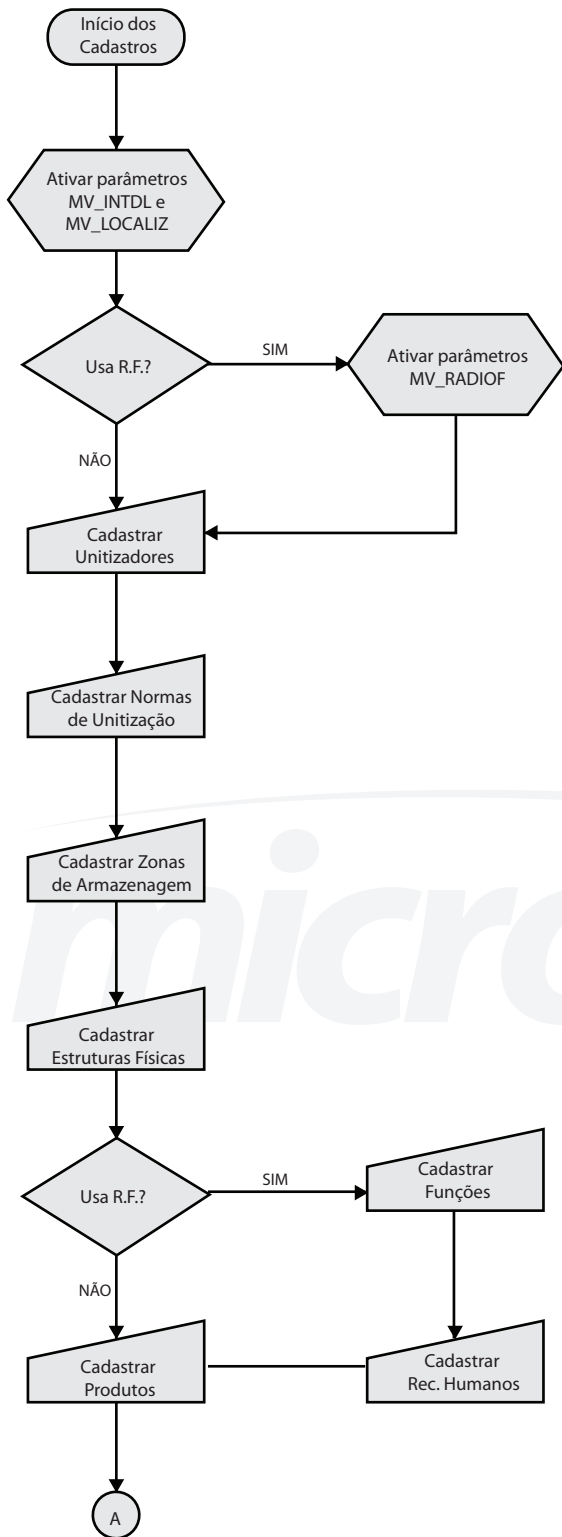 Início dos
Cadastros
Ativar parâmetros
MV_INTDL e
MV_LOCALIZ
Usa R.F.?
SIM
Ativar parâmetros
MV_RADIOF
NÃO
Cadastrar
Unitizadores
Cadastrar Normas
de Unitização
Cadastrar Zonas
de Armazenagem
micro
Cadastrar
Estruturas Físicas
Usa R.F.?
SIM
Cadastrar
Funções
NÃO
Cadastrar
Produtos
Cadastrar
Rec. Humanos
A